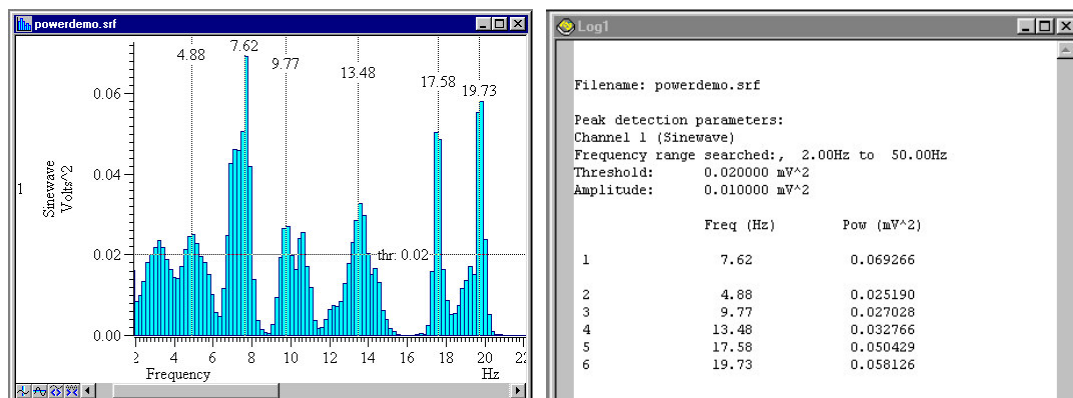 powerdemo.srf
4.88
7.62
9.77
13.48
17.58
19.73
0.06
0.04
0.02
0.00
1
Sinewave
Volts^2
thr: 0.02
2 4 6 8 10 12 14 16 18 20 22
Frequency
Hz
Log1
Filename: powerdemo.srf
Peak detection parameters:
Channel 1 (Sinewave)
Frequency range searched:, 2.00Hz to 50.00Hz
Threshold: 0.020000 mV^2
Amplitude: 0.010000 mV^2
Freq (Hz) Pow (mV^2)
1 7.62 0.069266
2 4.88 0.025190
3 9.77 0.027028
4 13.48 0.032766
5 17.58 0.050429
6 19.73 0.058126